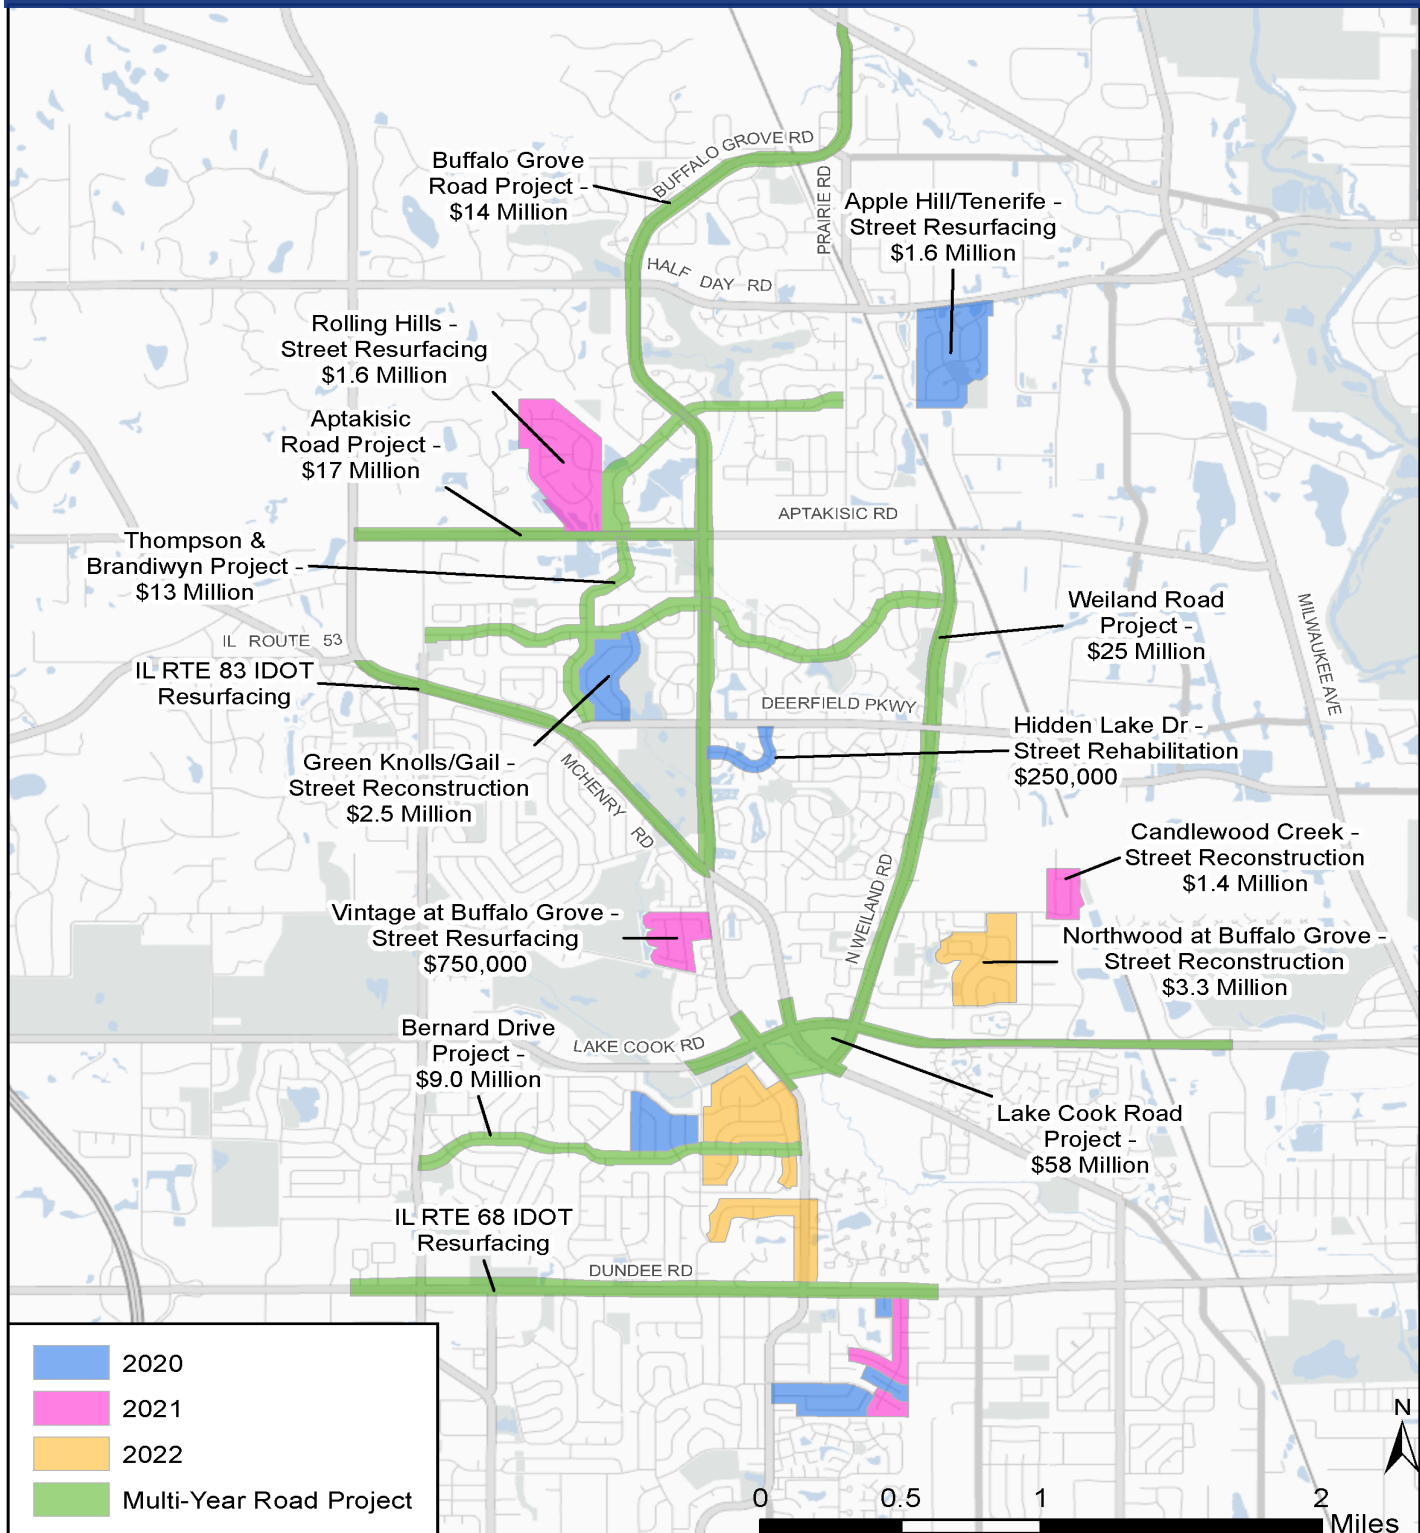 BUFFALO GROVE RD
Buffalo Grove
Road Project -
$14 Million
PRAIRIE RD
Apple Hill/Tenerife -
Street Resurfacing
$1.6 Million
HALF DAY RD
Rolling Hills -
Street Resurfacing
$1.6 Million
Aptakisic
Road Project -
$17 Million
APTAKISIC RD
Thompson &
Brandiwyn Project -
$13 Million
Weiland Road
Project -
$25 Million
MILWAUKEE AVE
IL ROUTE 53
IL RTE 83 IDOT
Resurfacing
DEERFIELD PKWY
Hidden Lake Dr -
Street Rehabilitation
$250,000
Green Knolls/Gail -
Street Reconstruction
$2.5 Million
MCHENRY RD
Candlewood Creek -
Street Reconstruction
$1.4 Million
N WEILAND RD
Vintage at Buffalo Grove -
Street Resurfacing
$750,000
Northwood at Buffalo Grove -
Street Reconstruction
$3.3 Million
Bernard Drive
Project -
$9.0 Million
LAKE COOK RD
Lake Cook Road
Project -
$58 Million
IL RTE 68 IDOT
Resurfacing
DUNDEE RD
2020
2021
2022
Multi-Year Road Project
N
0 0.5 1 2
Miles